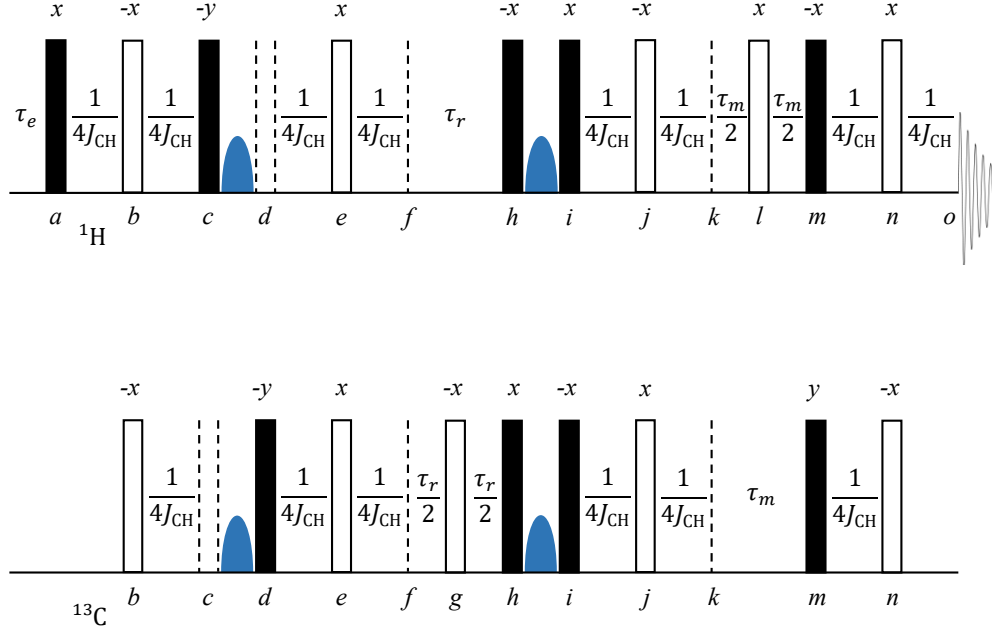 x -x -y x -x x -x x -x x
τe 1/4JCH 1/4JCH 1/4JCH 1/4JCH τr 1/4JCH 1/4JCH τm/2 τm/2 1/4JCH 1/4JCH
a b c d e f h i j k l m n o
1H
-x -y x -x x -x x y -x
1/4JCH 1/4JCH 1/4JCH τr/2 τr/2 1/4JCH 1/4JCH τm 1/4JCH
b c d e f g h i j k m n
13C